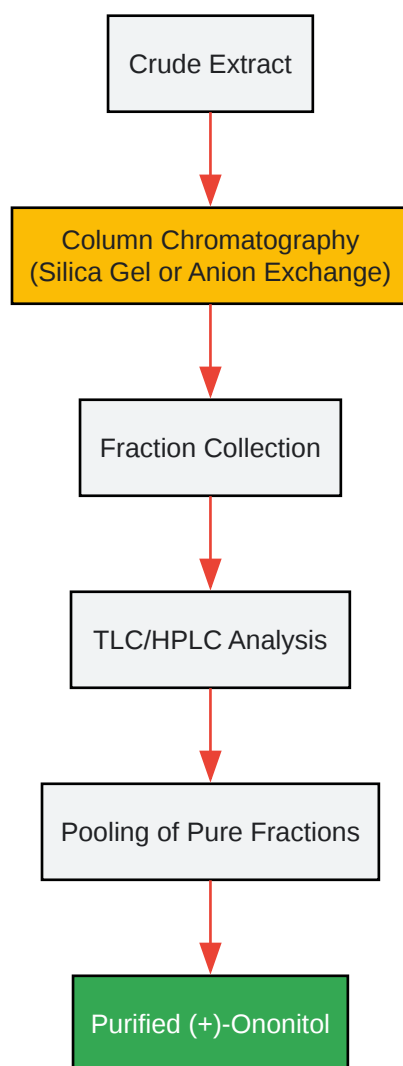 Crude Extract
Column Chromatography
(Silica Gel or Anion Exchange)
Fraction Collection
TLC/HPLC Analysis
Pooling of Pure Fractions
Purified (+)-Ononitol